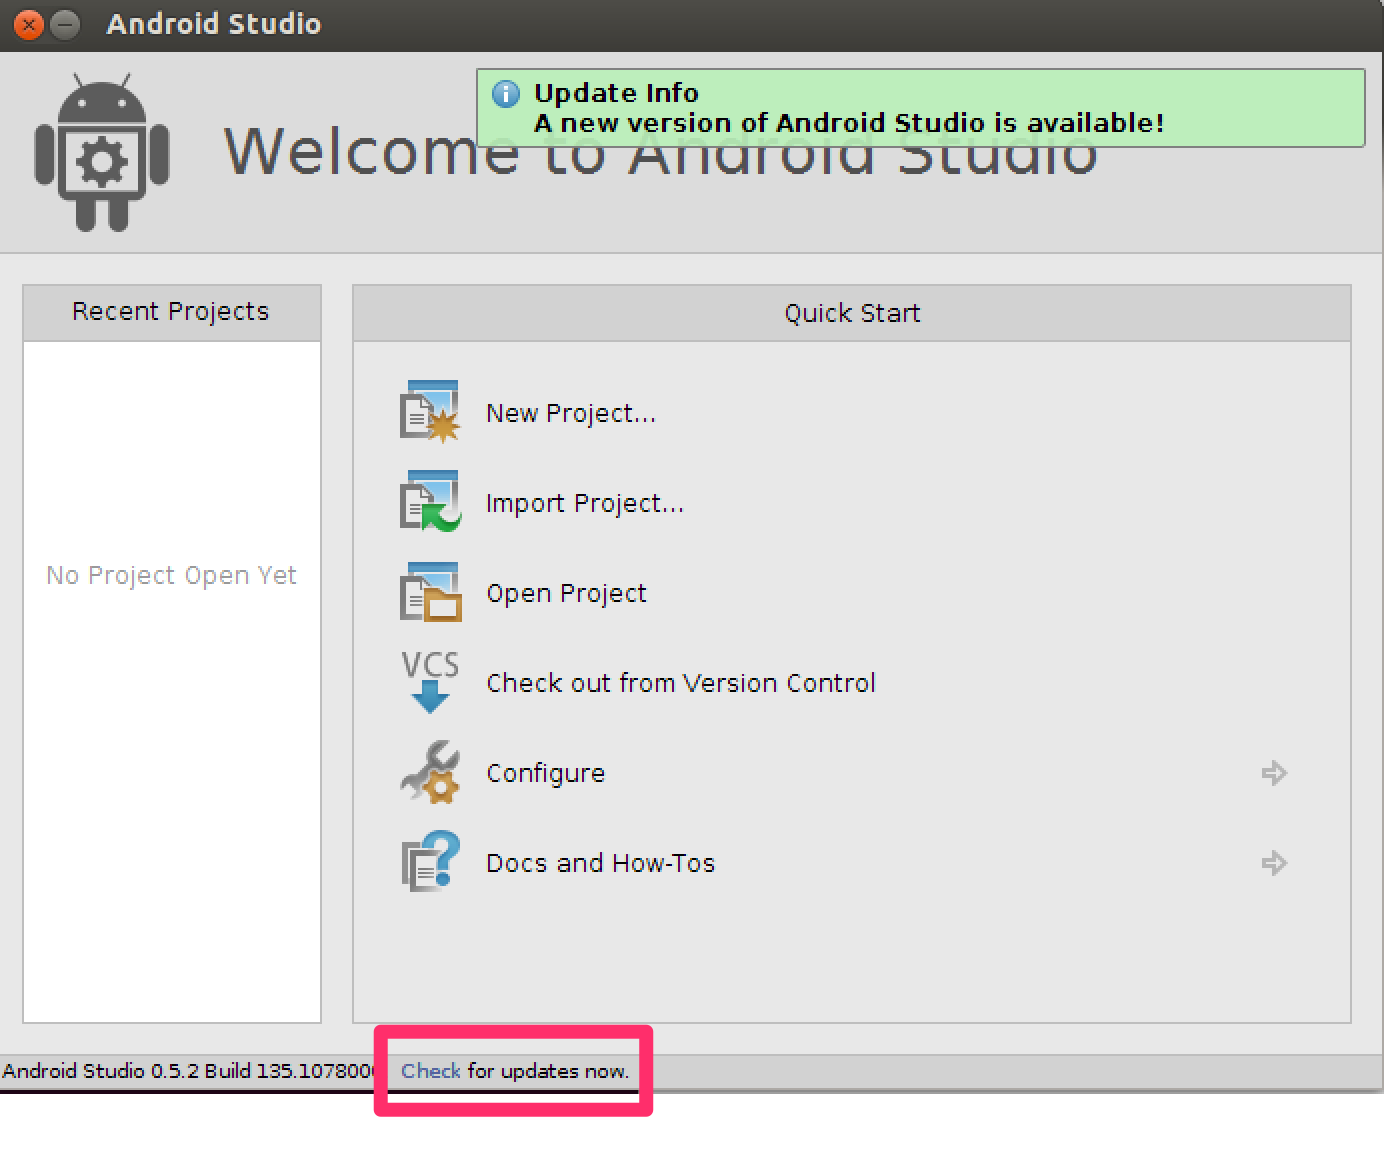 Android Studio
Update Info
A new version of Android Studio is available!
Welcome to Android Studio
Recent Projects
Quick Start
No Project Open Yet
New Project...
Import Project...
Open Project
VCS
Check out from Version Control
Configure
Docs and How-Tos
Android Studio 0.5.2 Build 135.1078000 Check for updates now.